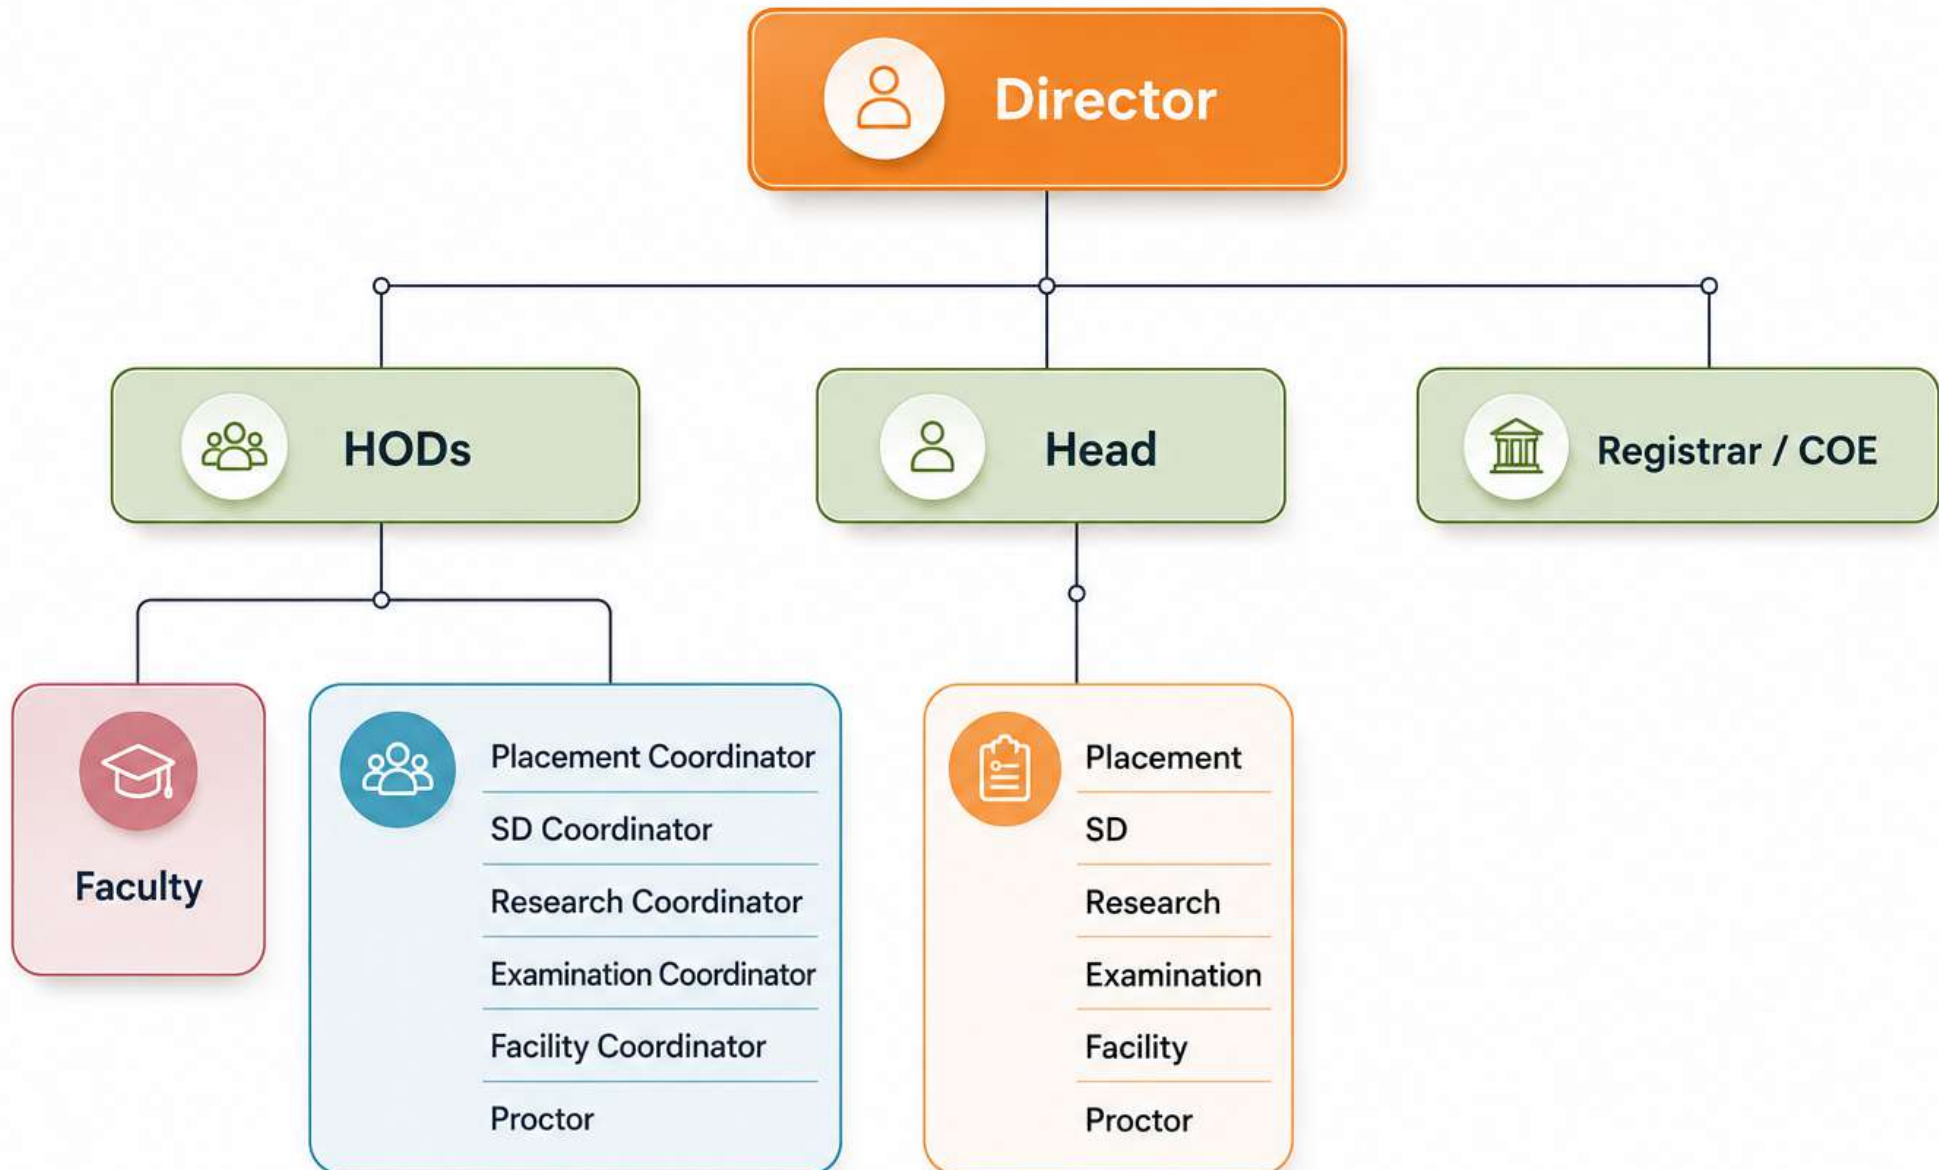 Director
HODs
Head
Registrar / COE
Faculty
Placement Coordinator
SD Coordinator
Research Coordinator
Examination Coordinator
Facility Coordinator
Proctor
Placement
SD
Research
Examination
Facility
Proctor